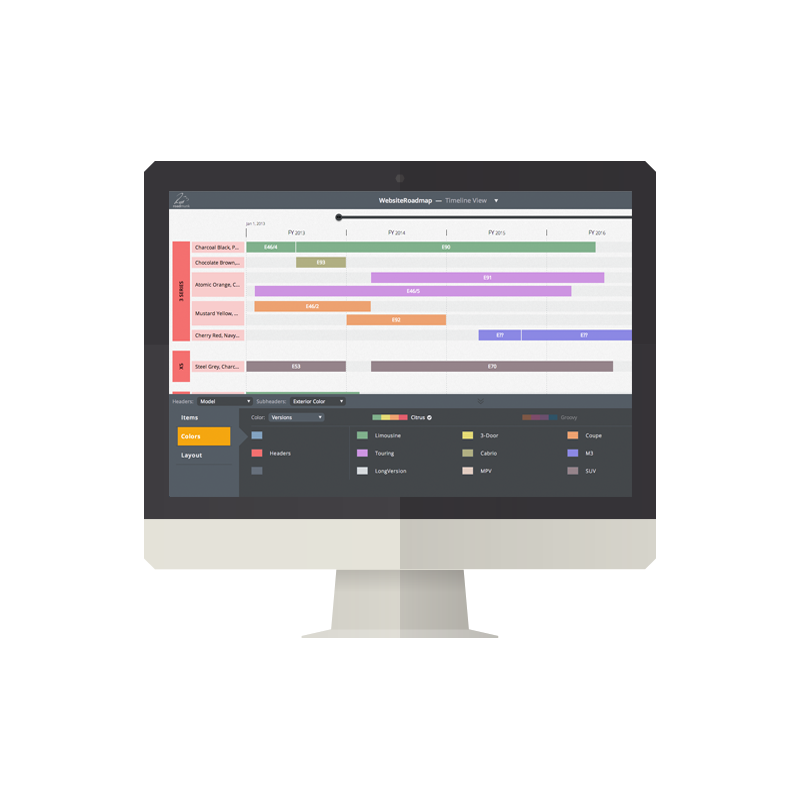 WebsiteRoadmap — Timeline View
Jan 1, 2013
FY 2013 FY 2014 FY 2015 FY 2016
3 SERIES
Charcoal Black, P... E46/4 E90
Chocolate Brown,... E93
Atomic Orange, C... E91
E46/5
Mustard Yellow, ... E46/2
E92
Cherry Red, Navy... E?? E??
X5 Steel Grey, Charc... E53 E70
Headers: Model Subheaders: Exterior Color
Items
Colors
Layout
Color: Versions Citrus Groovy
Limousine 3-Door Coupe
Headers Touring Cabrio M3
LongVersion MPV SUV